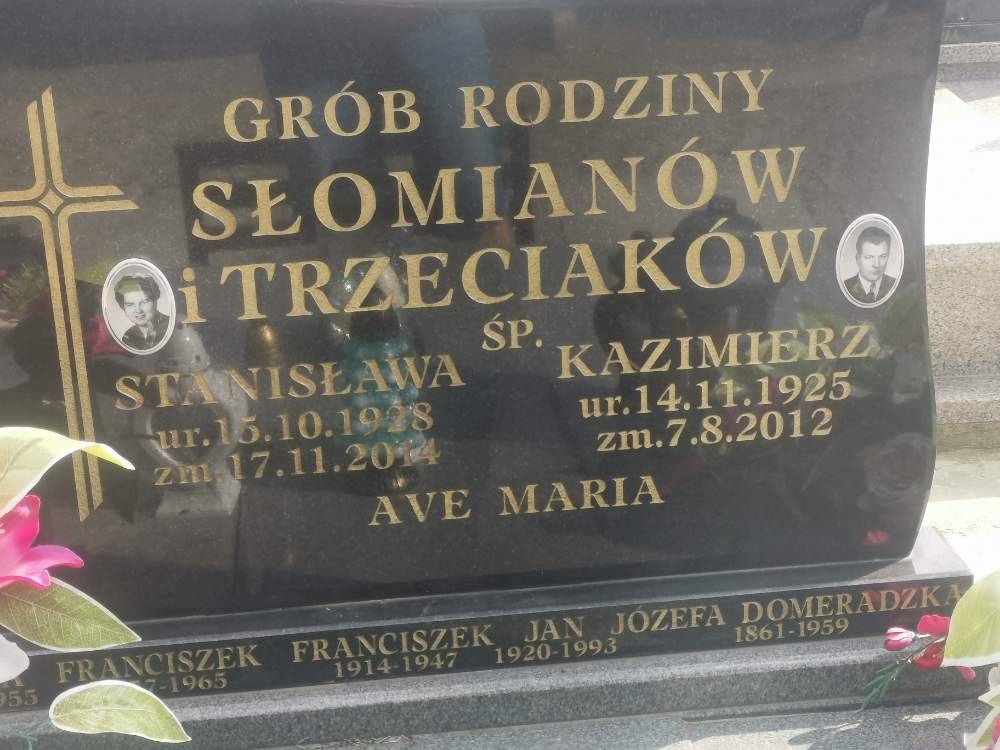 GRÓB RODZINY
SŁOMIANÓW
i TRZECIAKÓW
ŚP.
STANISŁAWA
ur.15.10.1928
zm.17.11.2014
KAZIMIERZ
ur.14.11.1925
zm.7.8.2012
AVE MARIA
FRANCISZEK FRANCISZEK JAN JÓZEFA DOMERADZKA
1914-1947 1920-1993 1861-1959